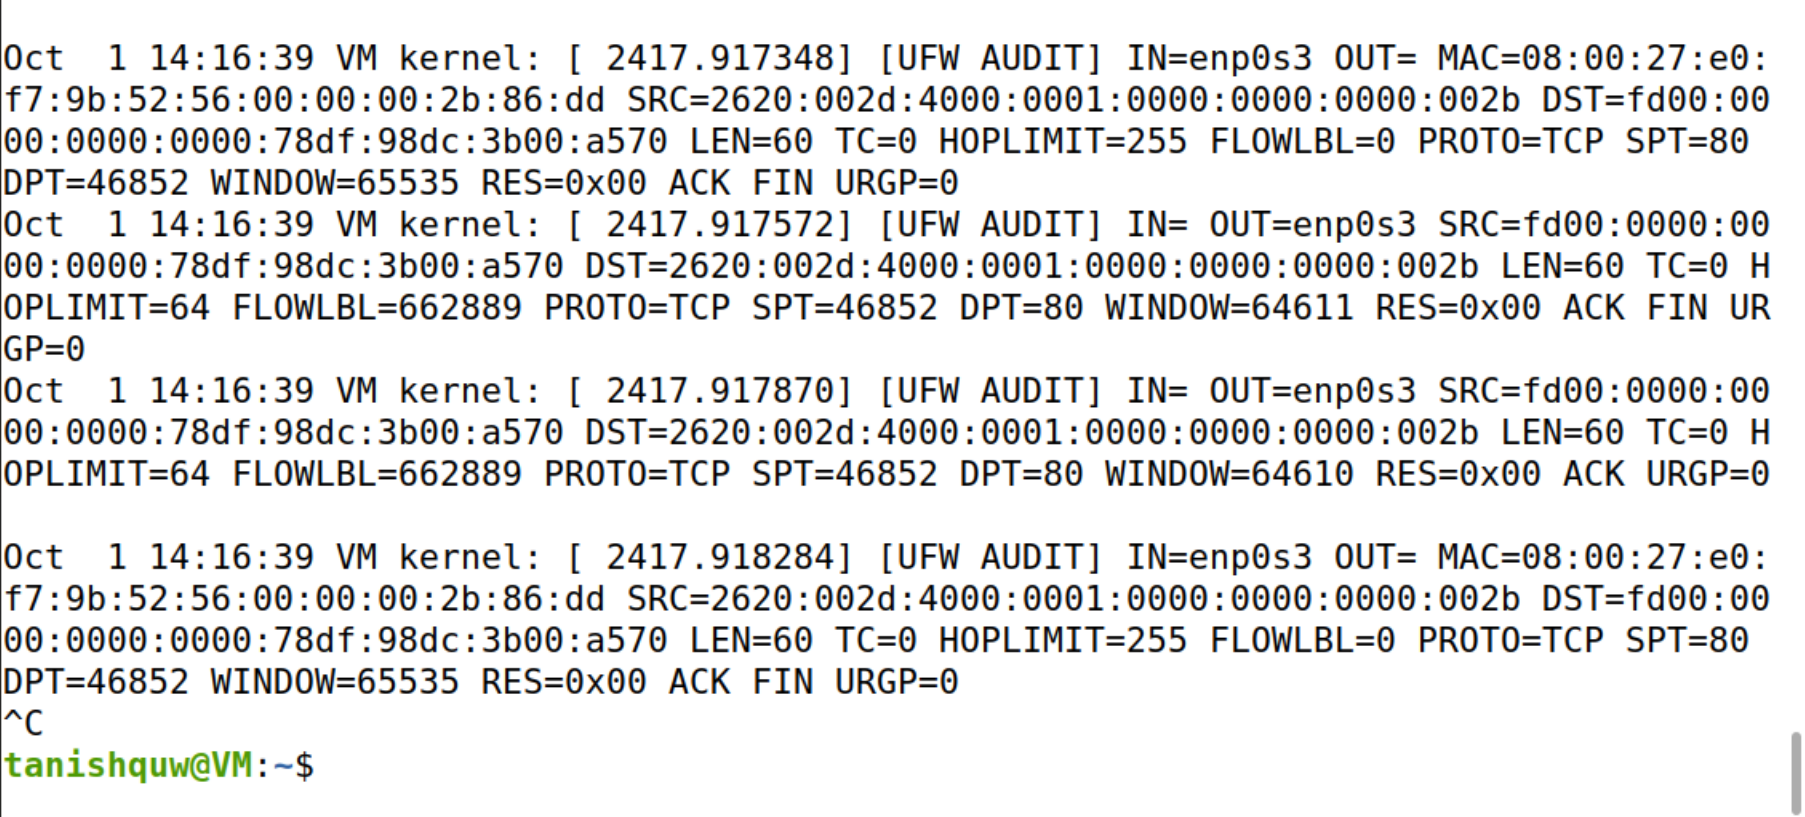 Oct  1 14:16:39 VM kernel: [ 2417.917348] [UFW AUDIT] IN=enp0s3 OUT= MAC=08:00:27:e0:
f7:9b:52:56:00:00:00:2b:86:dd SRC=2620:002d:4000:0001:0000:0000:0000:002b DST=fd00:00
00:0000:0000:78df:98dc:3b00:a570 LEN=60 TC=0 HOPLIMIT=255 FLOWLBL=0 PROTO=TCP SPT=80
DPT=46852 WINDOW=65535 RES=0x00 ACK FIN URGP=0
Oct  1 14:16:39 VM kernel: [ 2417.917572] [UFW AUDIT] IN= OUT=enp0s3 SRC=fd00:0000:00
00:0000:78df:98dc:3b00:a570 DST=2620:002d:4000:0001:0000:0000:0000:002b LEN=60 TC=0 H
OPLIMIT=64 FLOWLBL=662889 PROTO=TCP SPT=46852 DPT=80 WINDOW=64611 RES=0x00 ACK FIN UR
GP=0
Oct  1 14:16:39 VM kernel: [ 2417.917870] [UFW AUDIT] IN= OUT=enp0s3 SRC=fd00:0000:00
00:0000:78df:98dc:3b00:a570 DST=2620:002d:4000:0001:0000:0000:0000:002b LEN=60 TC=0 H
OPLIMIT=64 FLOWLBL=662889 PROTO=TCP SPT=46852 DPT=80 WINDOW=64610 RES=0x00 ACK URGP=0
Oct  1 14:16:39 VM kernel: [ 2417.918284] [UFW AUDIT] IN=enp0s3 OUT= MAC=08:00:27:e0:
f7:9b:52:56:00:00:00:2b:86:dd SRC=2620:002d:4000:0001:0000:0000:0000:002b DST=fd00:00
00:0000:0000:78df:98dc:3b00:a570 LEN=60 TC=0 HOPLIMIT=255 FLOWLBL=0 PROTO=TCP SPT=80
DPT=46852 WINDOW=65535 RES=0x00 ACK FIN URGP=0
^C
tanishquw@VM:~$